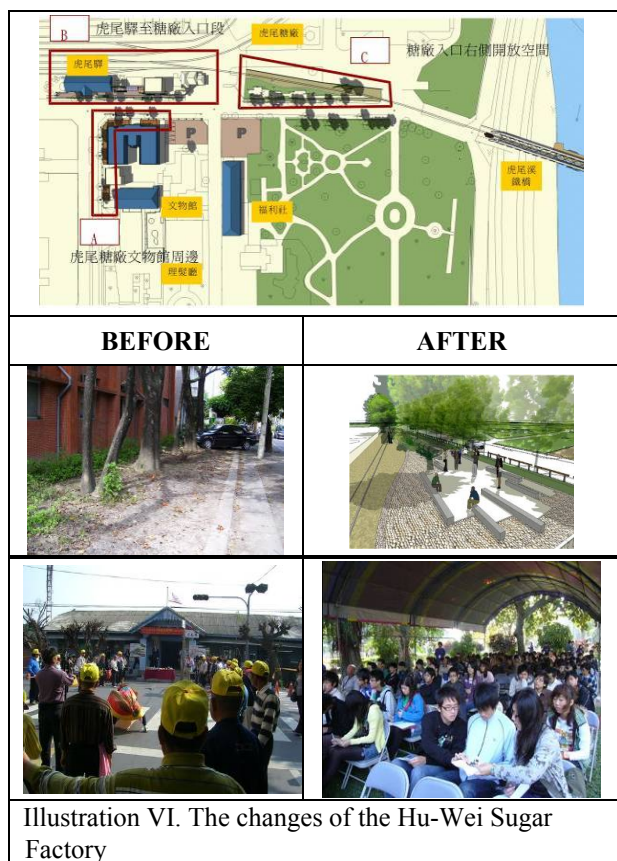 B
虎尾驛至糖廠入口段
虎尾糖廠
C
糖廠入口右側開放空間
虎尾驛
P
P
虎尾溪
鐵橋
文物館
福利社
A
虎尾糖廠文物館周邊
理髮廳
BEFORE
AFTER
Illustration VI. The changes of the Hu-Wei Sugar
Factory